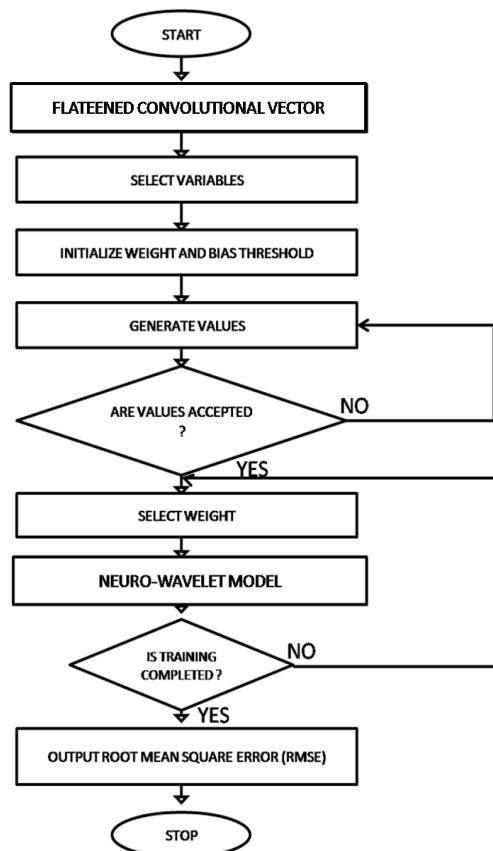 START
FLATEENED CONVOLUTIONAL VECTOR
SELECT VARIABLES
INITIALIZE WEIGHT AND BIAS THRESHOLD
GENERATE VALUES
ARE VALUES ACCEPTED
?
NO
YES
SELECT WEIGHT
NEURO-WAVELET MODEL
IS TRAINING
COMPLETED ?
NO
YES
OUTPUT ROOT MEAN SQUARE ERROR (RMSE)
STOP